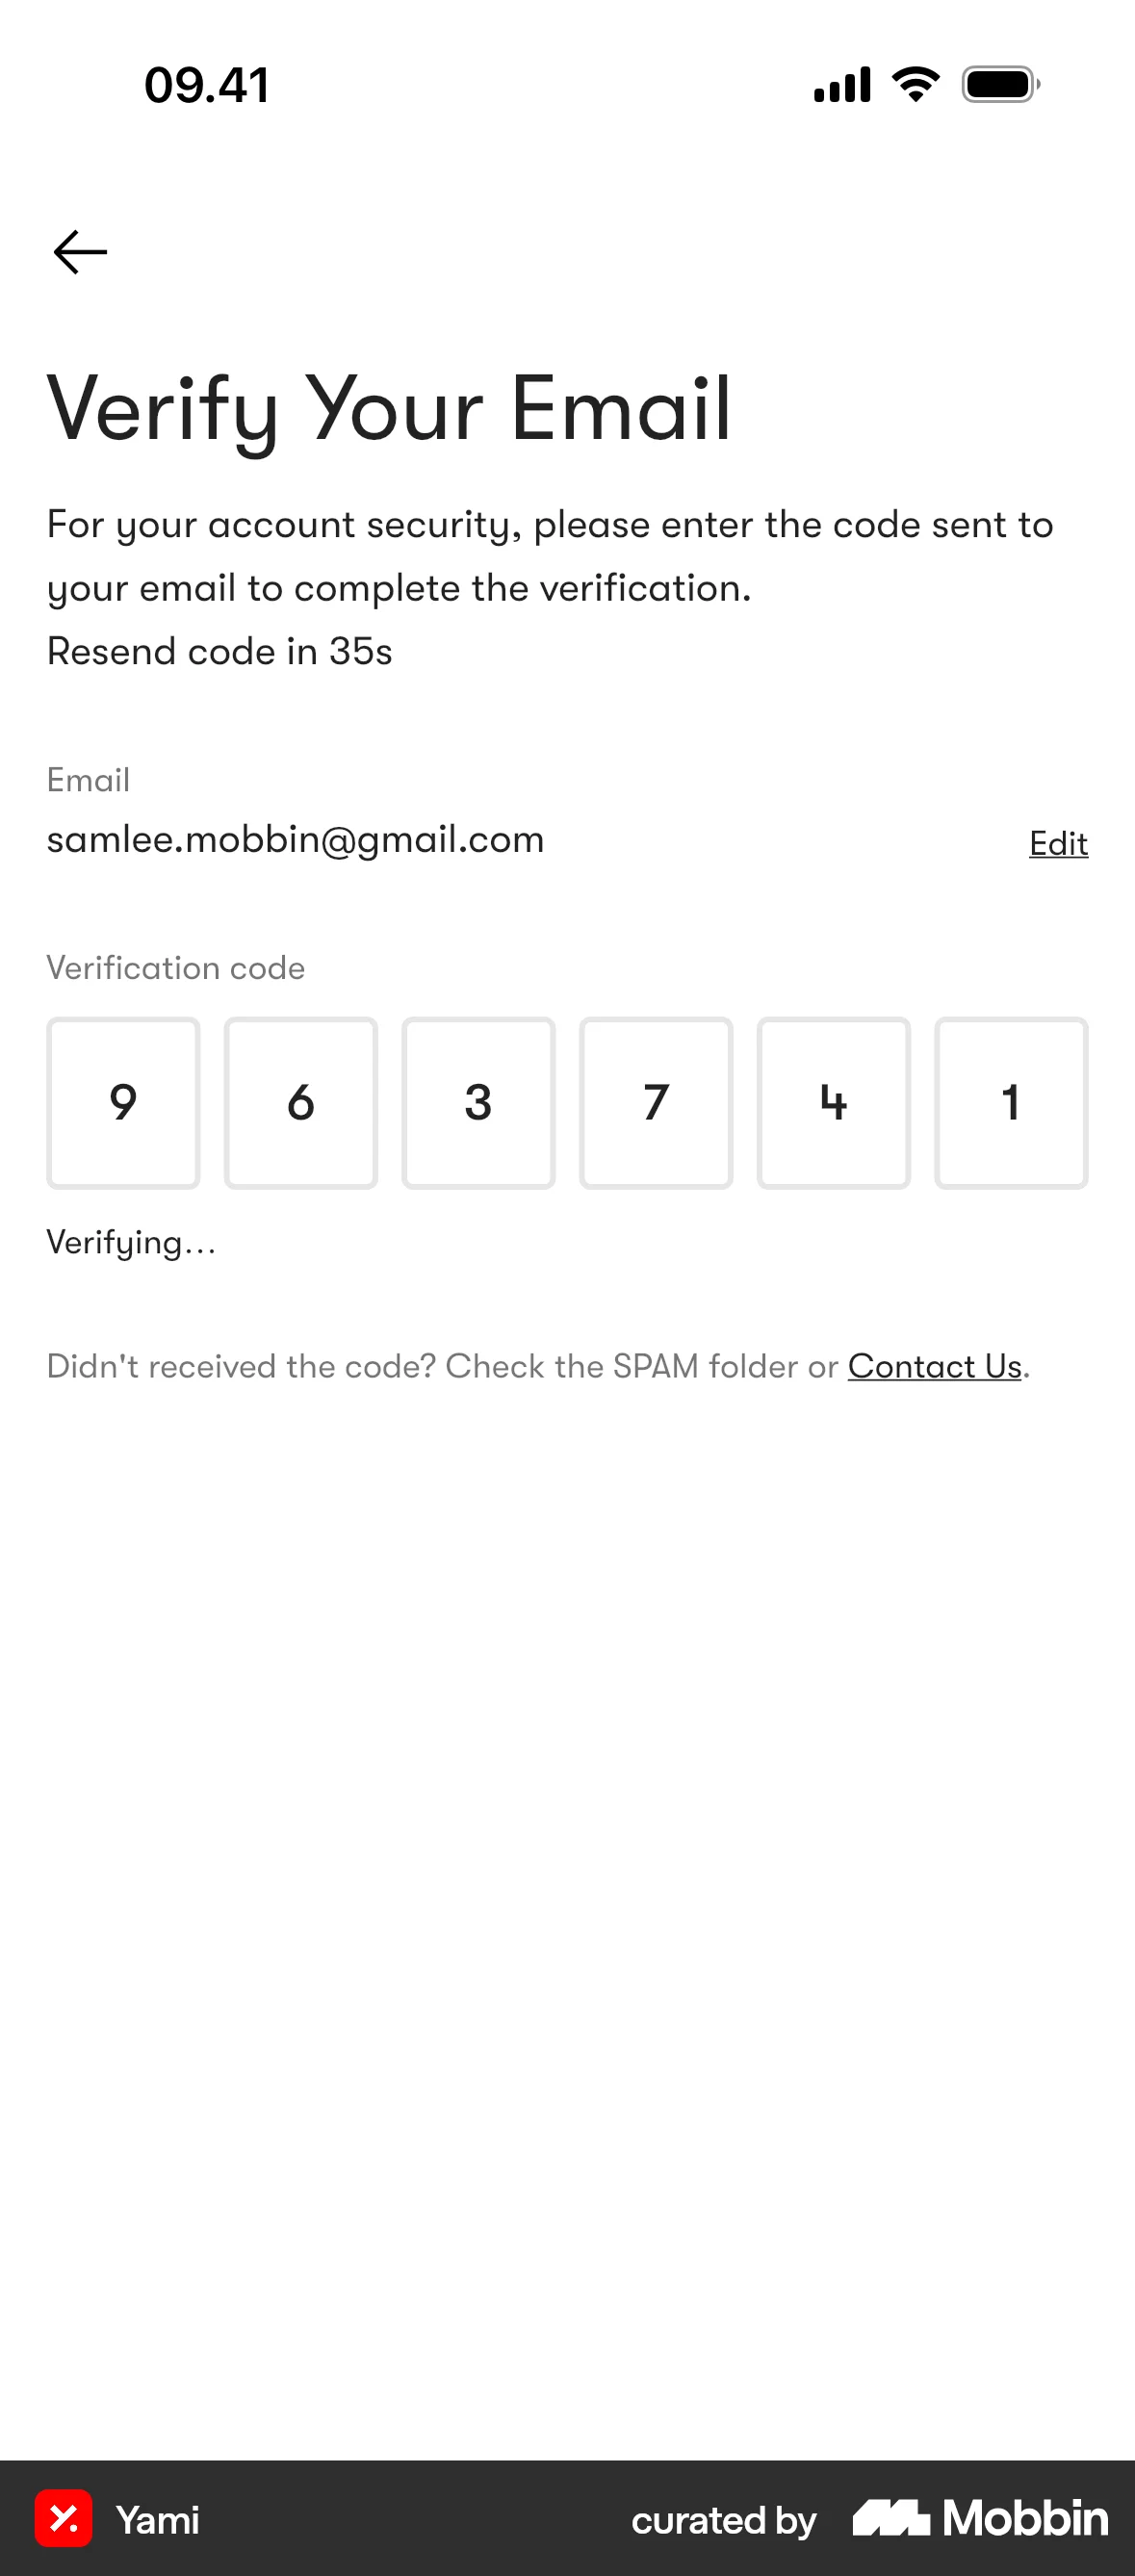 09.41
Verify Your Email
For your account security, please enter the code sent to
your email to complete the verification.
Resend code in 35s
Email
samlee.mobbin@gmail.com
Edit
Verification code
9 6 3 7 4 1
Verifying...
Didn't received the code? Check the SPAM folder or Contact Us.
Yami
curated by Mobbin